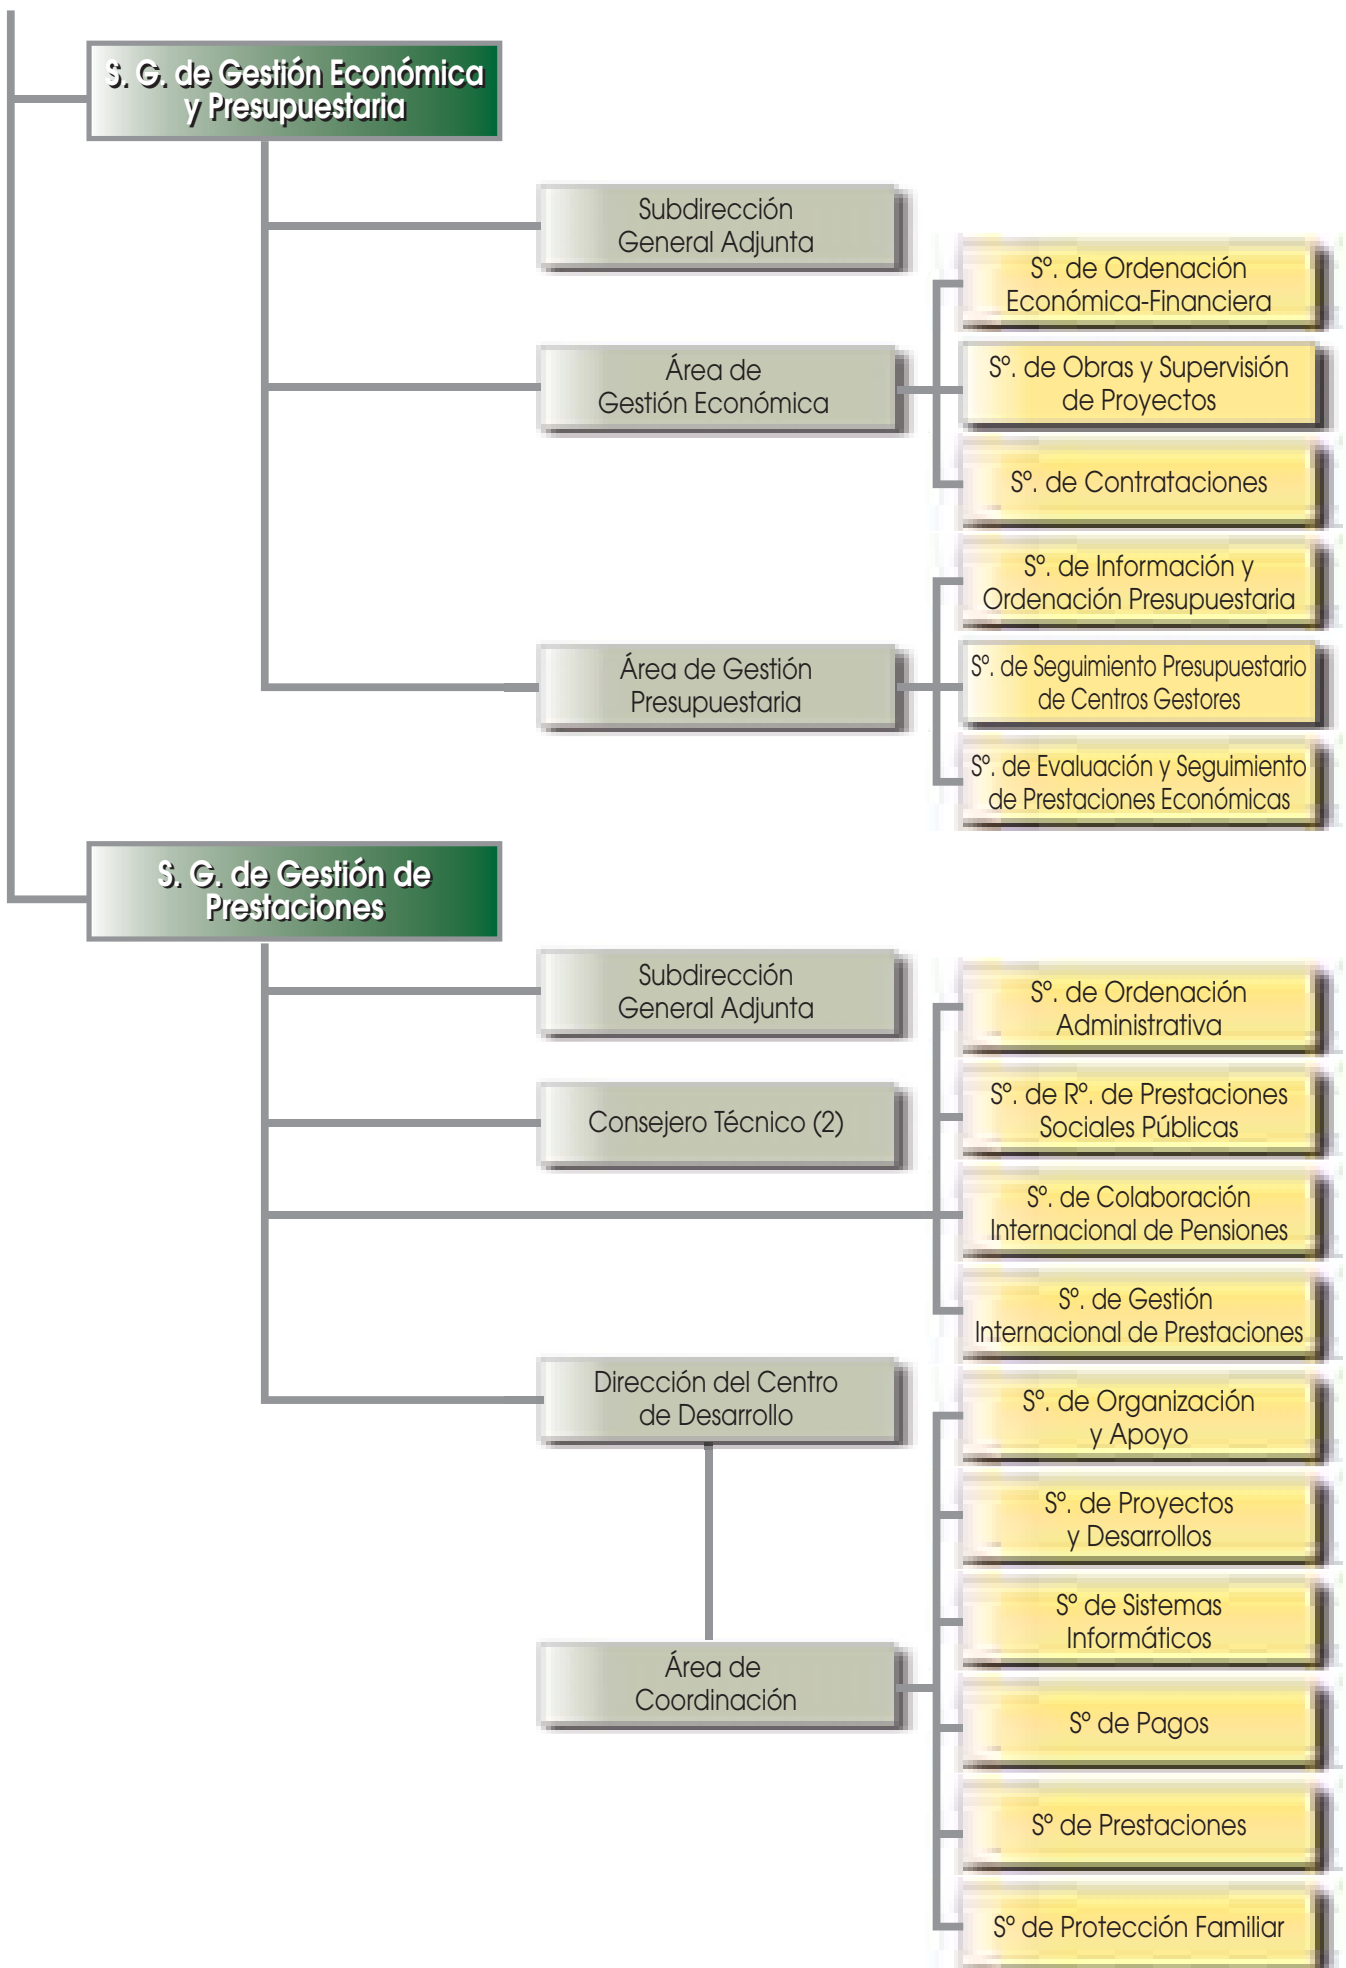 S. G. de Gestión Económica
y Presupuestaria
Subdirección
General Adjunta
Sº. de Ordenación
Económica-Financiera
Área de
Gestión Económica
Sº. de Obras y Supervisión
de Proyectos
Sº. de Contrataciones
Sº. de Información y
Ordenación Presupuestaria
Área de Gestión
Presupuestaria
Sº. de Seguimiento Presupuestario
de Centros Gestores
Sº. de Evaluación y Seguimiento
de Prestaciones Económicas
S. G. de Gestión de
Prestaciones
Subdirección
General Adjunta
Sº. de Ordenación
Administrativa
Consejero Técnico (2)
Sº. de Rº. de Prestaciones
Sociales Públicas
Sº. de Colaboración
Internacional de Pensiones
Sº. de Gestión
Internacional de Prestaciones
Dirección del Centro
de Desarrollo
Sº. de Organización
y Apoyo
Sº. de Proyectos
y Desarrollos
Sº de Sistemas
Informáticos
Área de
Coordinación
Sº de Pagos
Sº de Prestaciones
Sº de Protección Familiar